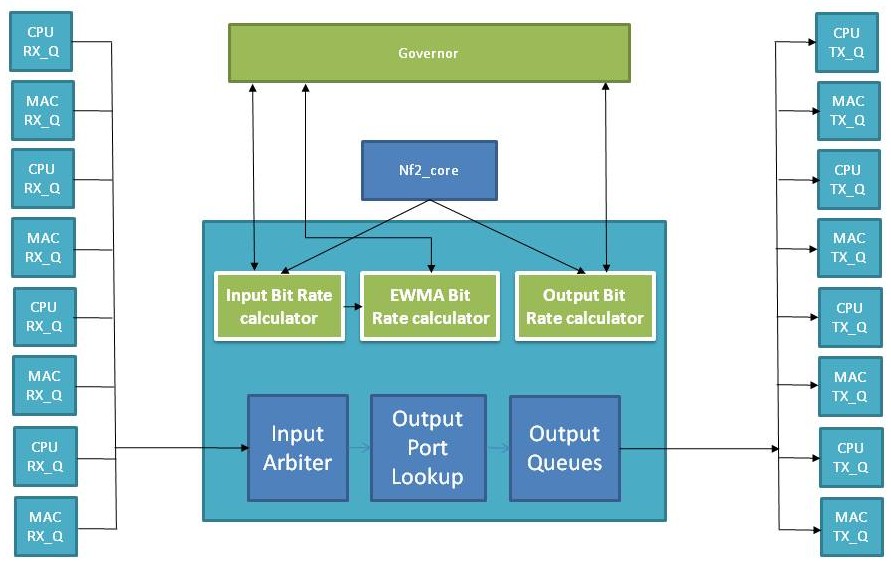 CPU
RX_Q
MAC
RX_Q
CPU
RX_Q
MAC
RX_Q
CPU
RX_Q
MAC
RX_Q
CPU
RX_Q
MAC
RX_Q
Governor
Nf2_core
Input Bit Rate
calculator
EWMA Bit
Rate calculator
Output Bit
Rate calculator
Input
Arbiter
Output
Port
Lookup
Output
Queues
CPU
TX_Q
MAC
TX_Q
CPU
TX_Q
MAC
TX_Q
CPU
TX_Q
MAC
TX_Q
CPU
TX_Q
MAC
TX_Q